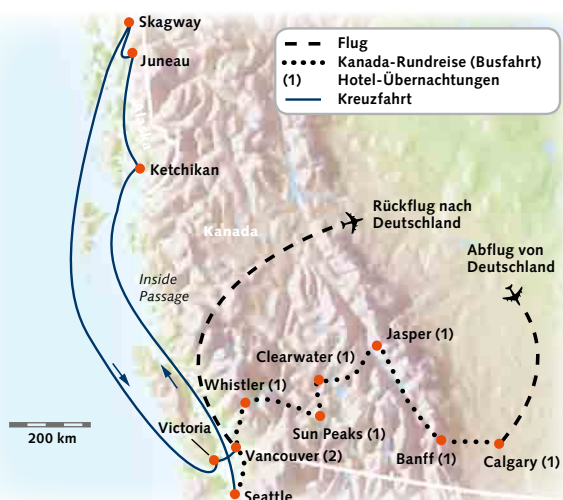 Skagway
Juneau
Flug
Kanada-Rundreise (Busfahrt)
(1) Hotel-Übernachtungen
Kreuzfahrt
Alaska
Ketchikan
Rückflug nach
Deutschland
Kanada
Abflug von
Deutschland
Inside
Passage
Jasper (1)
Clearwater (1)
Whistler (1)
200 km
Victoria
Sun Peaks (1)
Vancouver (2)
Banff (1)
Calgary (1)
Seattle